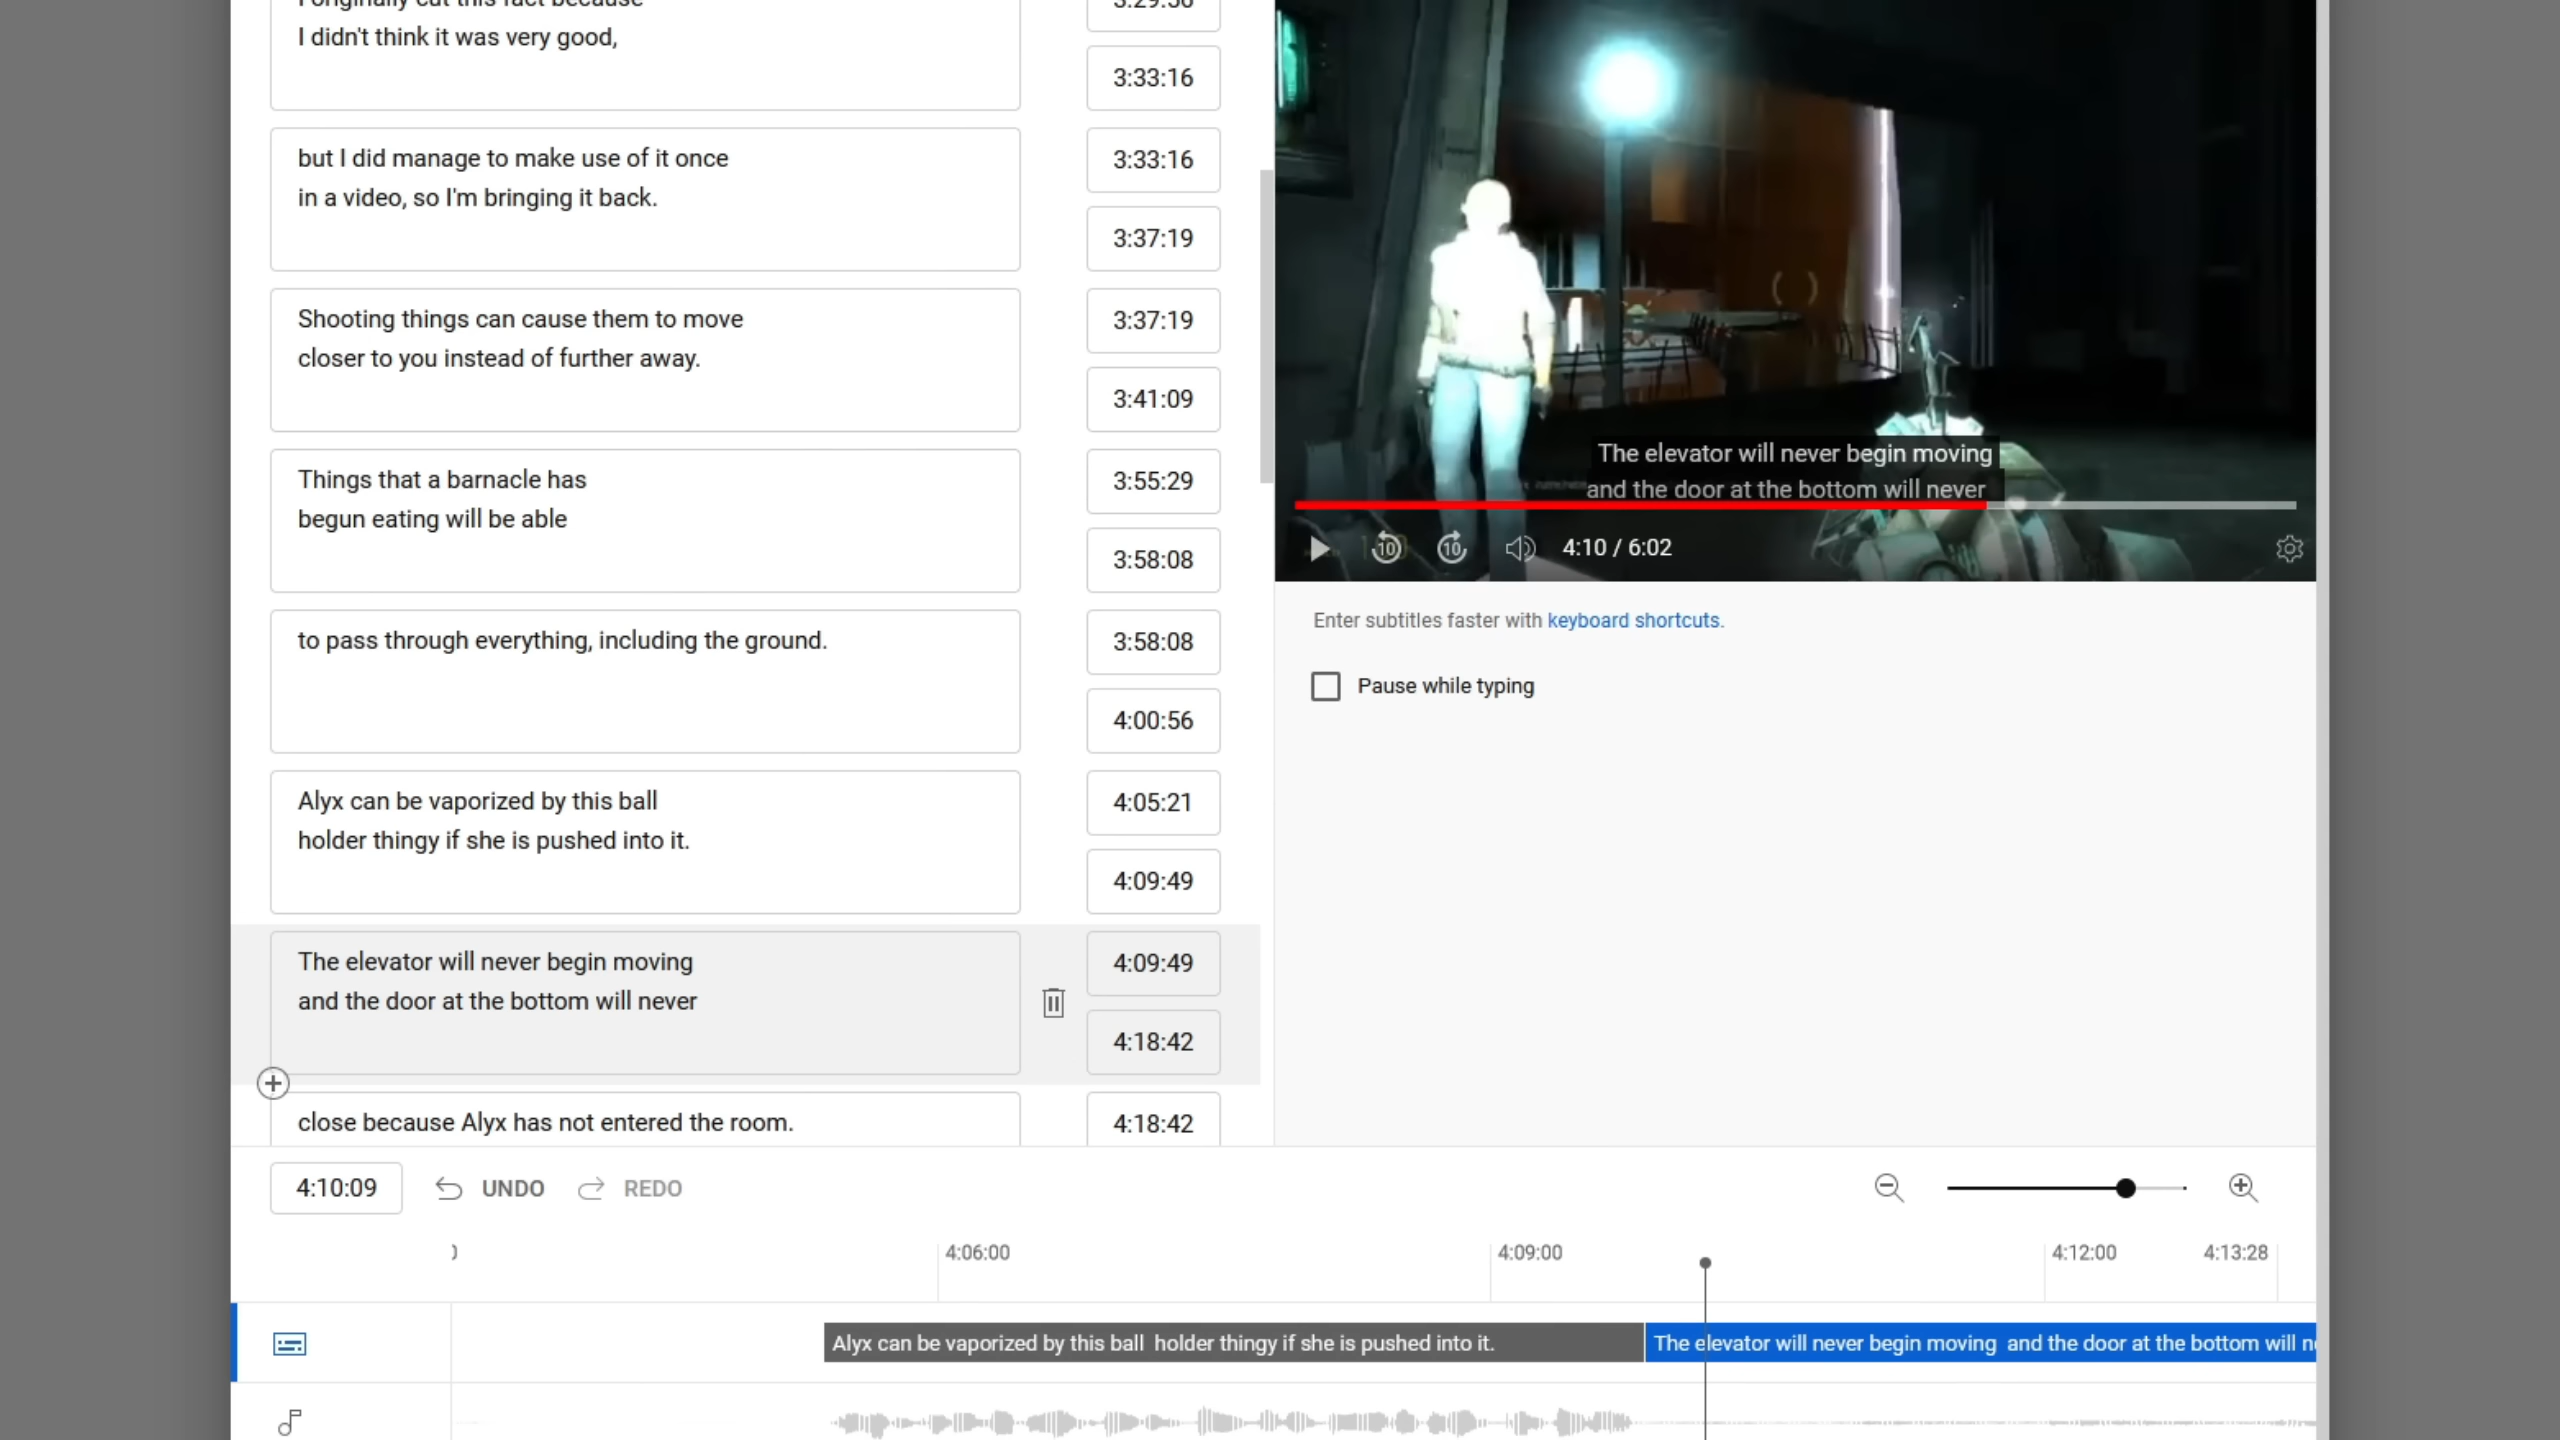 I originally cut this fact because
I didn't think it was very good,
3:29:56
3:33:16
but I did manage to make use of it once
in a video, so I'm bringing it back.
3:33:16
3:37:19
Shooting things can cause them to move
closer to you instead of further away.
3:37:19
3:41:09
Things that a barnacle has
begun eating will be able
3:55:29
3:58:08
to pass through everything, including the ground.
3:58:08
4:00:56
Alyx can be vaporized by this ball
holder thingy if she is pushed into it.
4:05:21
4:09:49
The elevator will never begin moving
and the door at the bottom will never
4:09:49
4:18:42
close because Alyx has not entered the room.
4:18:42
The elevator will never begin moving
and the door at the bottom will never
10
10
4:10 / 6:02
Enter subtitles faster with keyboard shortcuts.
Pause while typing
4:10:09
UNDO
REDO
4:06:00
4:09:00
4:12:00
4:13:28
Alyx can be vaporized by this ball holder thingy if she is pushed into it.
The elevator will never begin moving and the door at the bottom will